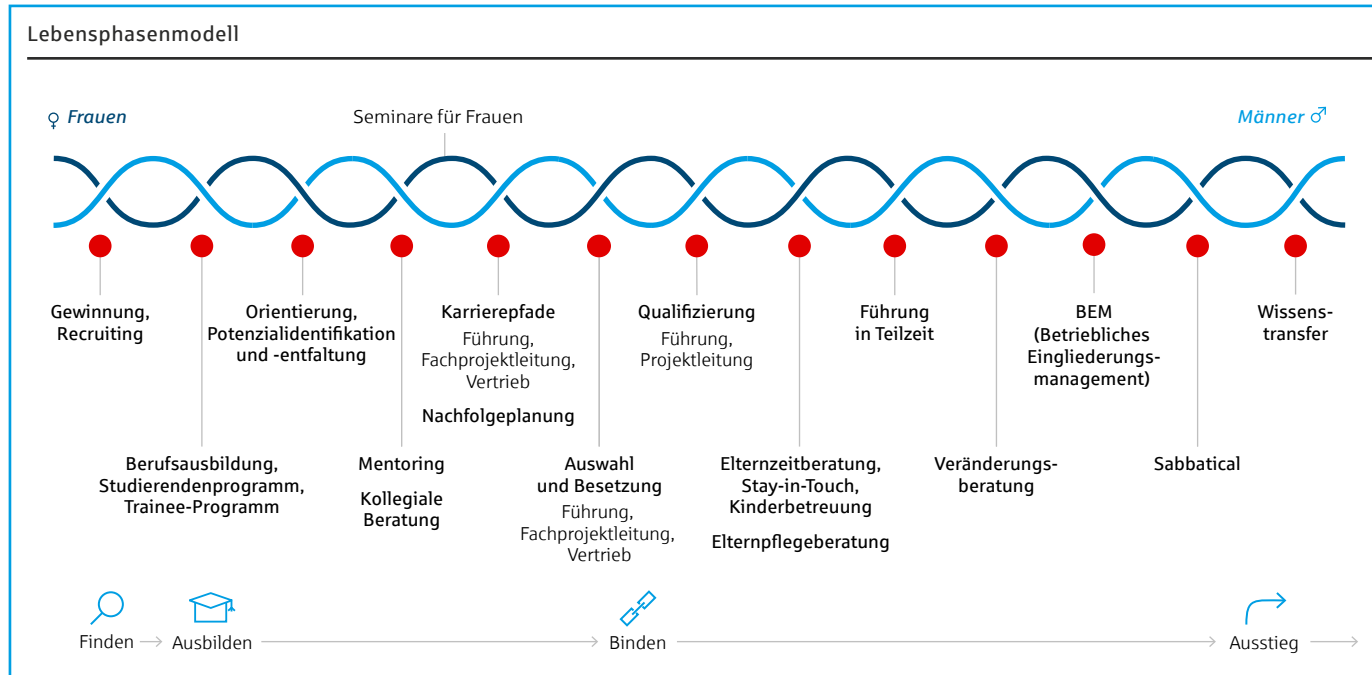 Lebensphasenmodell
♀ Frauen
Seminare für Frauen
Männer ♂
Gewinnung,
Recruiting
Orientierung,
Potenzialidentifikation
und -entfaltung
Karrierepfade
Führung,
Fachprojektleitung,
Vertrieb
Nachfolgeplanung
Qualifizierung
Führung,
Projektleitung
Führung
in Teilzeit
BEM
(Betriebliches
Eingliederungs-
management)
Wissens-
transfer
Berufsausbildung,
Studierendenprogramm,
Trainee-Programm
Mentoring
Kollegiale
Beratung
Auswahl
und Besetzung
Führung,
Fachprojektleitung,
Vertrieb
Elternzeitberatung,
Stay-in-Touch,
Kinderbetreuung
Elternpflegeberatung
Veränderungs-
beratung
Sabbatical
Finden
Ausbilden
Binden
Ausstieg